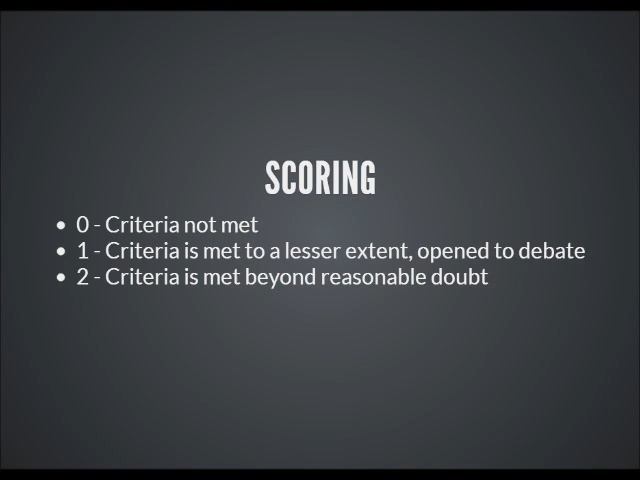 SCORING
• 0 - Criteria not met
• 1 - Criteria is met to a lesser extent, opened to debate
• 2 - Criteria is met beyond reasonable doubt